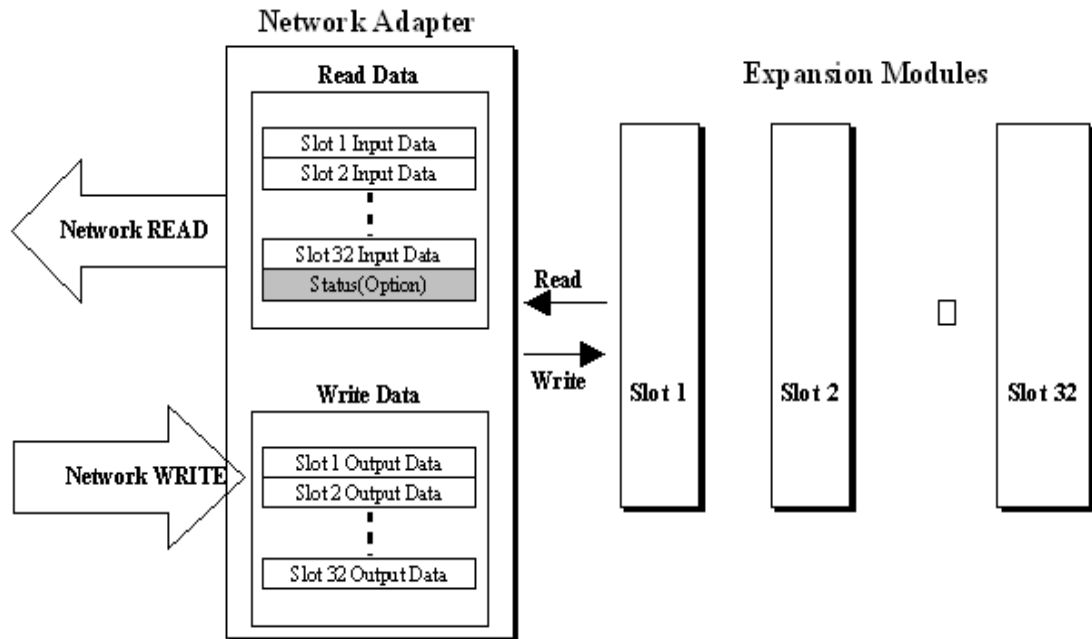 Network Adapter
Read Data
Slot 1 Input Data
Slot 2 Input Data
Slot 32 Input Data
Status(Option)
Network READ
Write Data
Slot 1 Output Data
Slot 2 Output Data
Slot 32 Output Data
Network WRITE
Read
Write
Expansion Modules
Slot 1
Slot 2
Slot 32